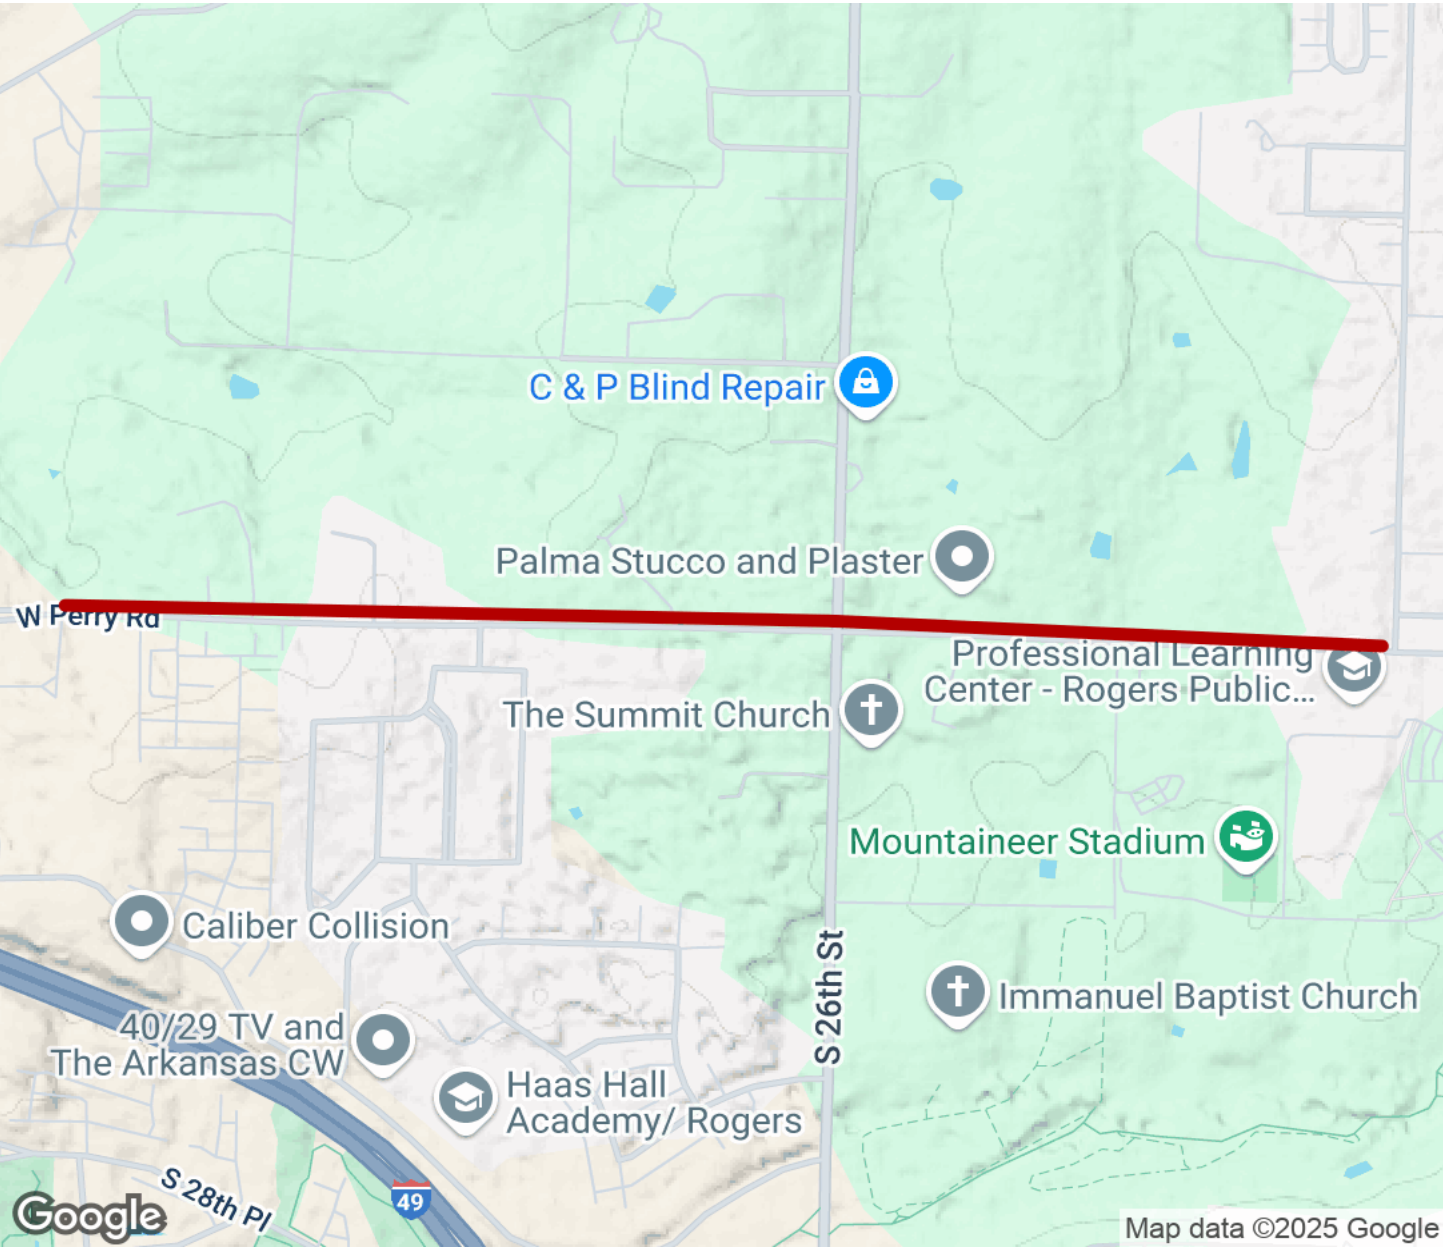 C & P Blind Repair
Palma Stucco and Plaster
W Perry Rd
Professional Learning
Center - Rogers Public...
The Summit Church
Mountaineer Stadium
Caliber Collision
S 26th St
Immanuel Baptist Church
40/29 TV and
The Arkansas CW
Haas Hall
Academy/ Rogers
S 28th Pl
49
Google
Map data ©2025 Google